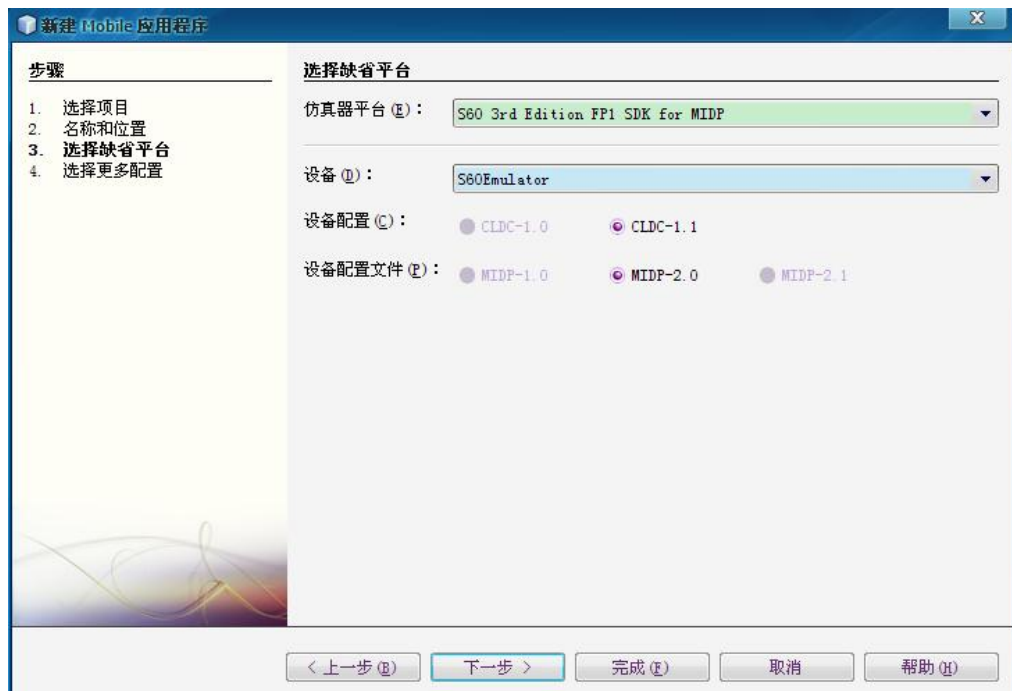 新建 Mobile 应用程序
步骤
1. 选择项目
2. 名称和位置
3. 选择缺省平台
4. 选择更多配置
选择缺省平台
仿真器平台(E)：
S60 3rd Edition FP1 SDK for MIDP
设备(D)：
S60Emulator
设备配置(C)：
CLDC-1.0 CLDC-1.1
设备配置文件(P)：
MIDP-1.0 MIDP-2.0 MIDP-2.1
< 上一步(B) 下一步 > 完成(F) 取消 帮助(H)